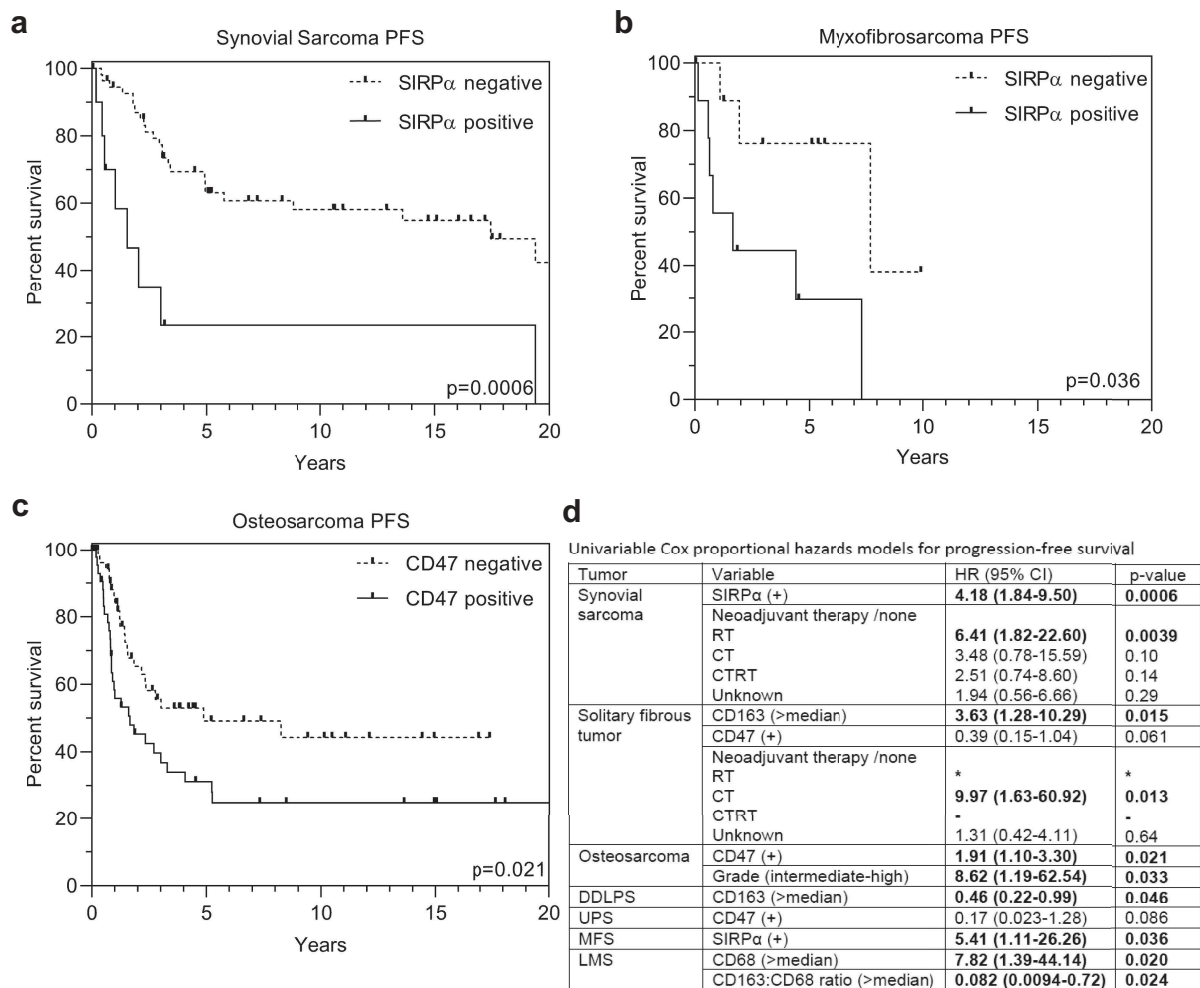 a
Synovial Sarcoma PFS
100
80
60
40
20
0
Percent survival
SIRPα negative
SIRPα positive
p=0.0006
0 5 10 15 20
Years
b
Myxofibrosarcoma PFS
100
80
60
40
20
0
Percent survival
SIRPα negative
SIRPα positive
p=0.036
0 5 10 15 20
Years
c
Osteosarcoma PFS
100
80
60
40
20
0
Percent survival
CD47 negative
CD47 positive
p=0.021
0 5 10 15 20
Years
d
Univariable Cox proportional hazards models for progression-free survival
Tumor Variable HR (95% CI) p-value
Synovial sarcoma SIRPα (+) 4.18 (1.84-9.50) 0.0006
Neoadjuvant therapy /none
RT 6.41 (1.82-22.60) 0.0039
CT 3.48 (0.78-15.59) 0.10
CTRT 2.51 (0.74-8.60) 0.14
Unknown 1.94 (0.56-6.66) 0.29
Solitary fibrous tumor CD163 (>median) 3.63 (1.28-10.29) 0.015
CD47 (+) 0.39 (0.15-1.04) 0.061
Neoadjuvant therapy /none
RT * *
CT 9.97 (1.63-60.92) 0.013
CTRT - -
Unknown 1.31 (0.42-4.11) 0.64
Osteosarcoma CD47 (+) 1.91 (1.10-3.30) 0.021
Grade (intermediate-high) 8.62 (1.19-62.54) 0.033
DDLPS CD163 (>median) 0.46 (0.22-0.99) 0.046
UPS CD47 (+) 0.17 (0.023-1.28) 0.086
MFS SIRPα (+) 5.41 (1.11-26.26) 0.036
LMS CD68 (>median) 7.82 (1.39-44.14) 0.020
CD163:CD68 ratio (>median) 0.082 (0.0094-0.72) 0.024